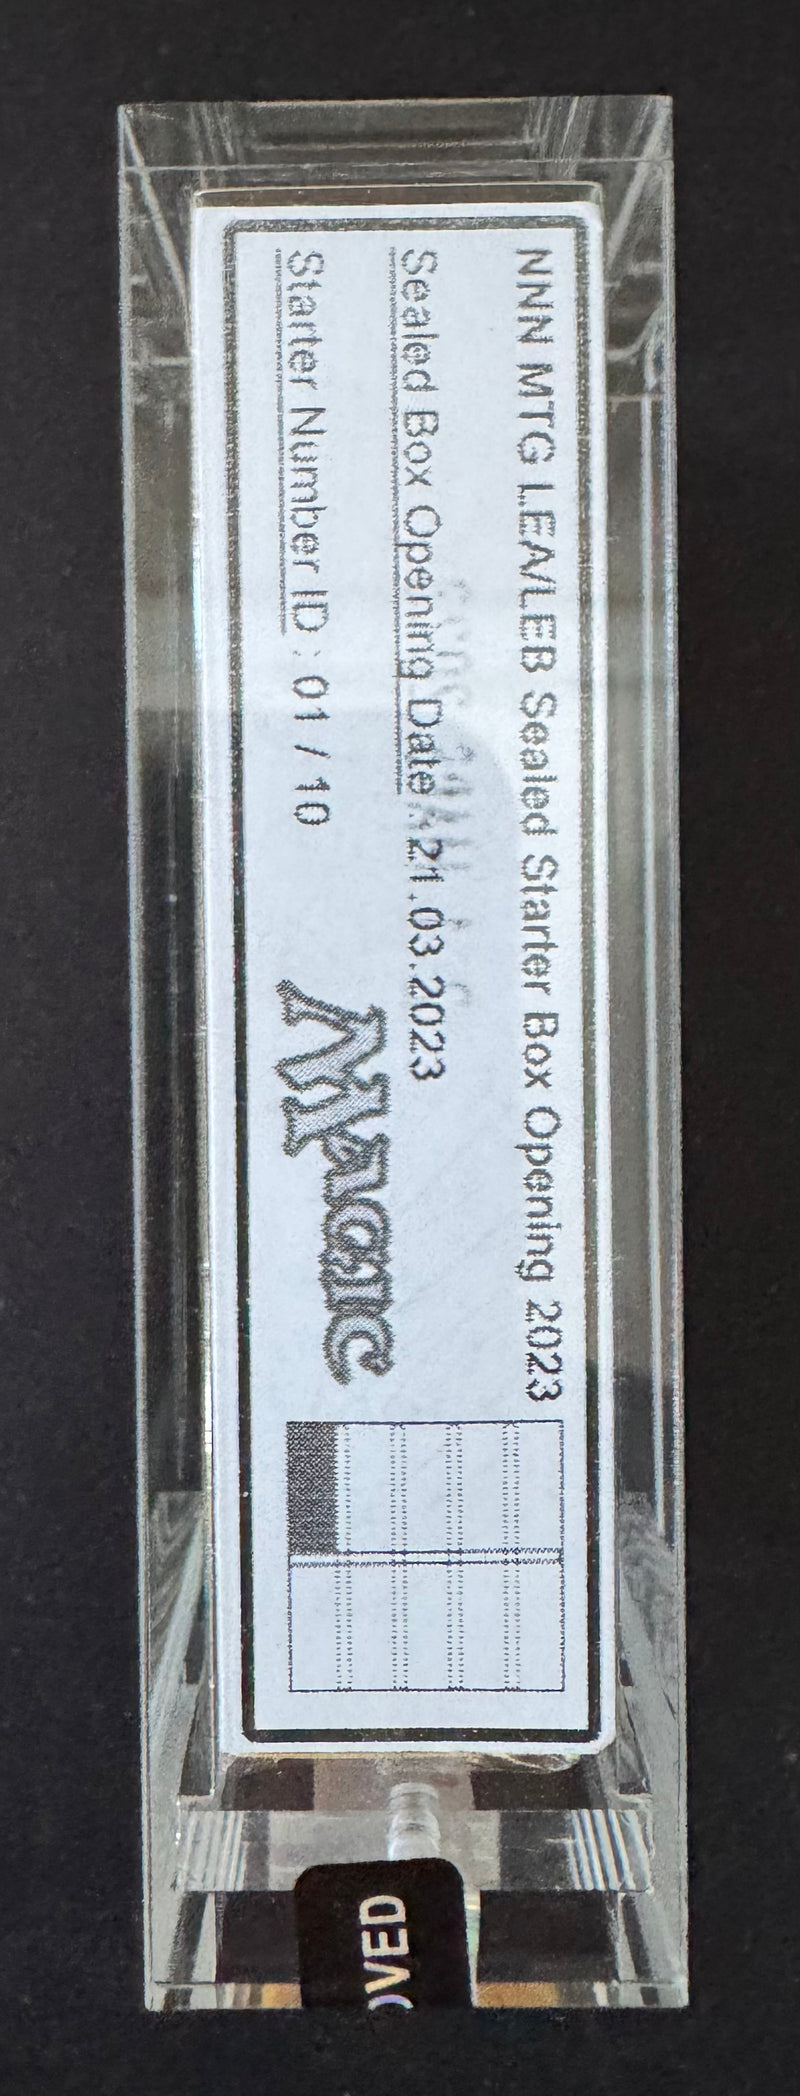 NNN MTG LEA/LEB Sealed Starter Box Opening 2023
Sealed Box Opening Date : 21.03.2023
Starter Number ID : 01 / 10
Magic
OVED